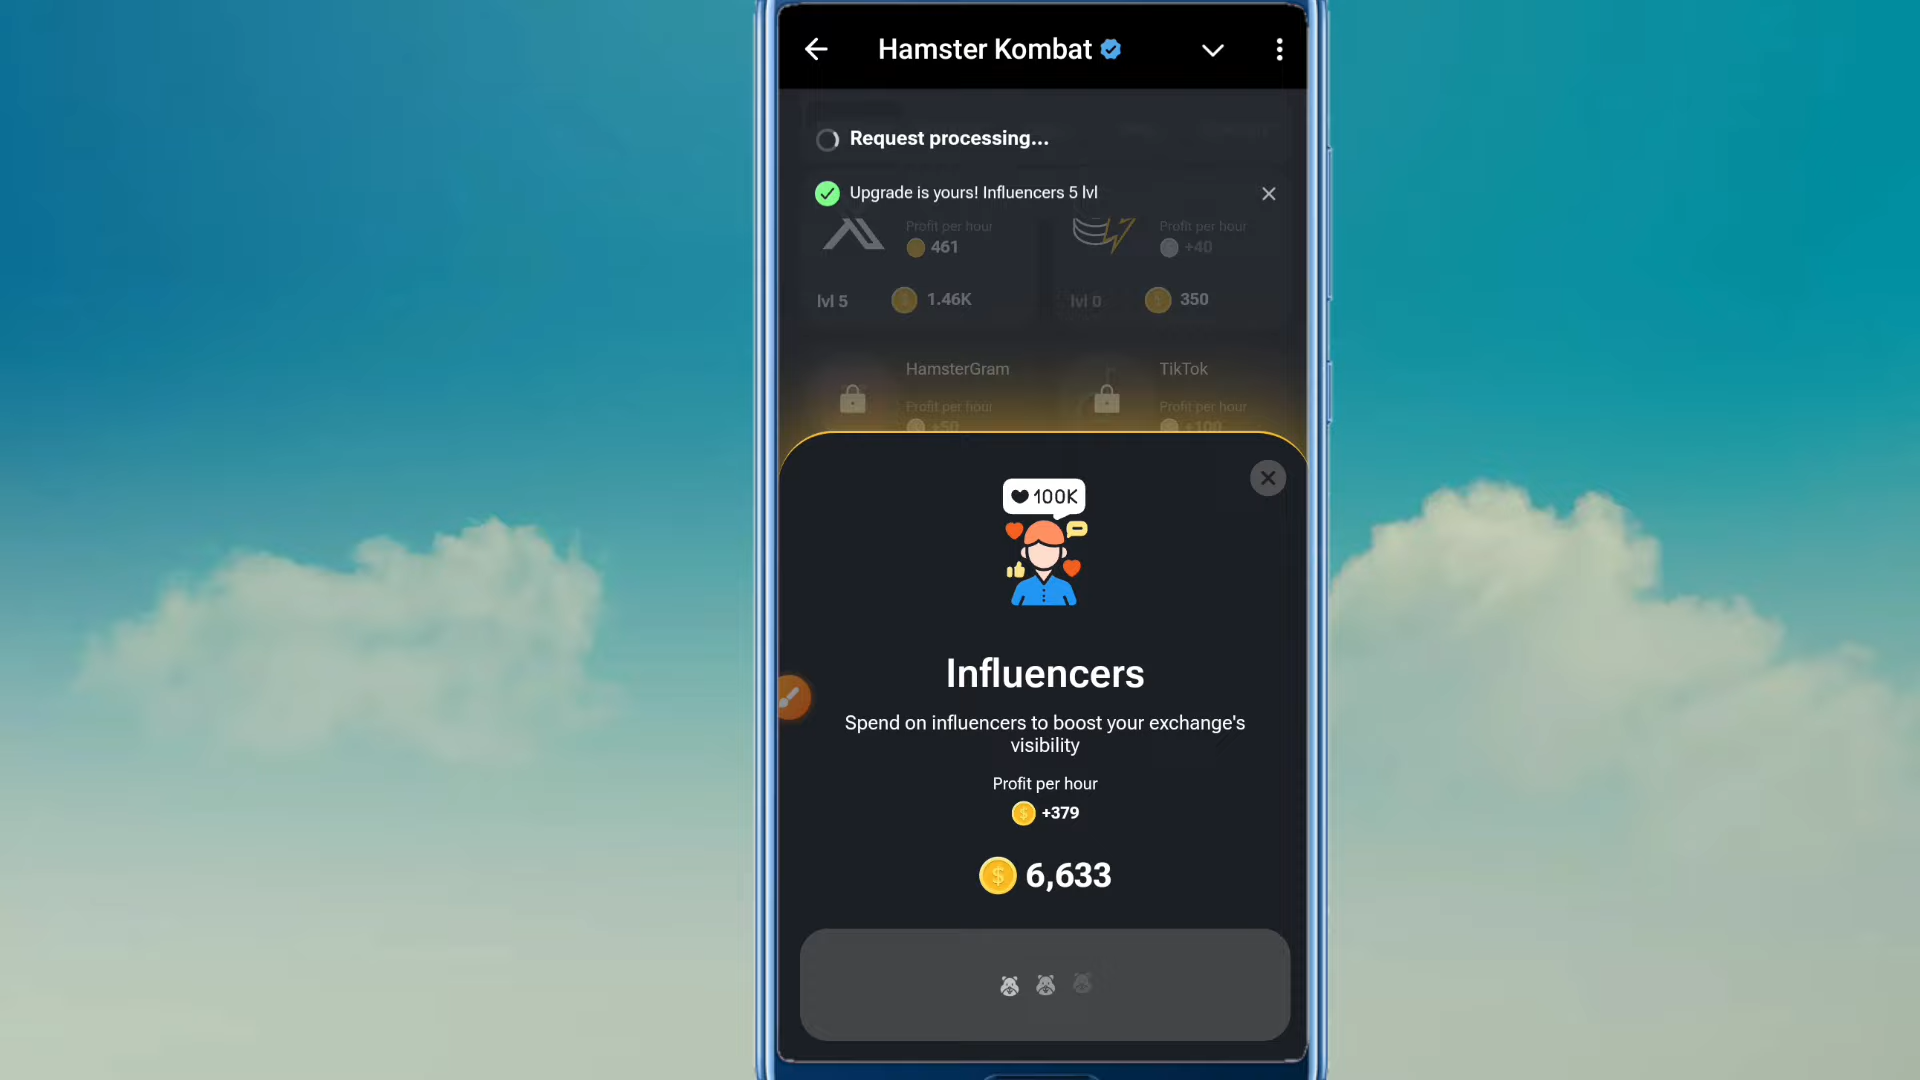 Hamster Kombat
Request processing...
Upgrade is yours! Influencers 5 lvl
Profit per hour
461
lvl 5
1.46K
Profit per hour
+40
lvl 0
350
HamsterGram
Profit per hour
+50
TikTok
Profit per hour
+100
100K
Influencers
Spend on influencers to boost your exchange's
visibility
Profit per hour
+379
6,633